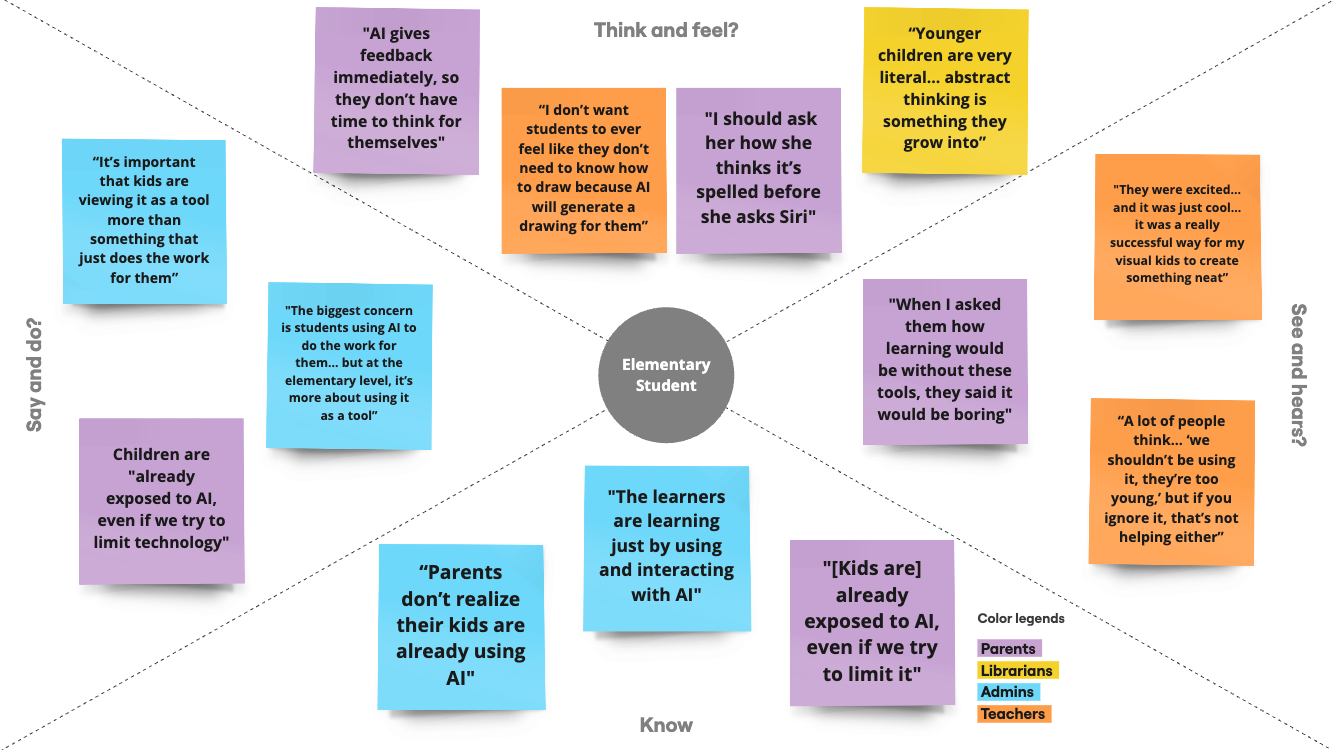 Think and feel?
"AI gives
feedback
immediately, so
they don’t have
time to think for
themselves"
“I don’t want
students to ever
feel like they don’t
need to know how
to draw because AI
will generate a
drawing for them”
"I should ask
her how she
thinks it’s
spelled before
she asks Siri"
“Younger
children are very
literal... abstract
thinking is
something they
grow into”
Say and do?
“It’s important
that kids are
viewing it as a tool
more than
something that
just does the work
for them”
"The biggest concern
is students using AI to
do the work for
them... but at the
elementary level, it’s
more about using it
as a tool”
Children are
"already
exposed to AI,
even if we try to
limit technology"
Elementary
Student
See and hears?
"They were excited...
and it was just cool...
it was a really
successful way for my
visual kids to create
something neat”
"When I asked
them how
learning would
be without these
tools, they said it
would be boring"
“A lot of people
think... ‘we
shouldn’t be using
it, they’re too
young,’ but if you
ignore it, that’s not
helping either”
“Parents
don’t realize
their kids are
already using
AI"
"The learners
are learning
just by using
and interacting
with AI"
"[Kids are]
already
exposed to AI,
even if we try
to limit it"
Know
Color legends
Parents
Librarians
Admins
Teachers